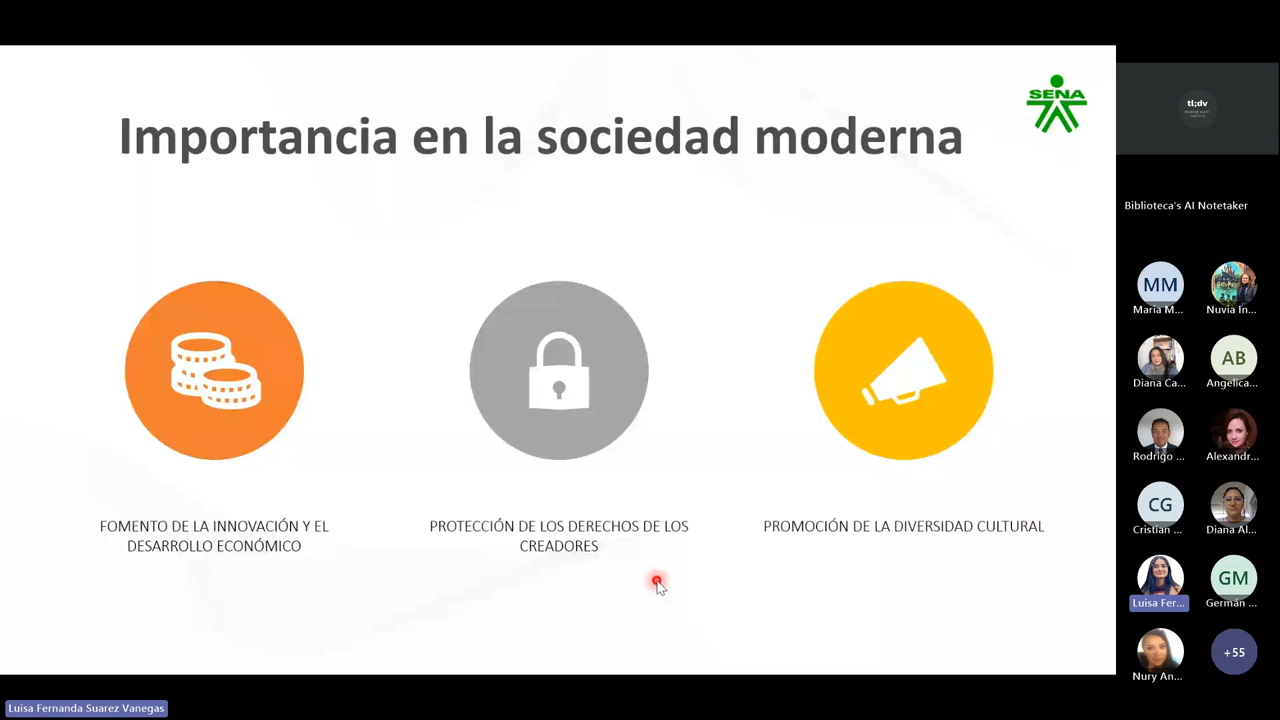 SENA
Importancia en la sociedad moderna
FOMENTO DE LA INNOVACIÓN Y EL
DESARROLLO ECONÓMICO
PROTECCIÓN DE LOS DERECHOS DE LOS
CREADORES
PROMOCIÓN DE LA DIVERSIDAD CULTURAL
tl;dv
Biblioteca's AI Notetaker
MM
Maria M...
Nuvia In...
Diana Ca...
AB
Angelica...
Rodrigo ...
Alexandr...
CG
Cristian ...
Diana Al...
Luisa Fer...
GM
Germán ...
Nury An...
+55
Luisa Fernanda Suarez Vanegas